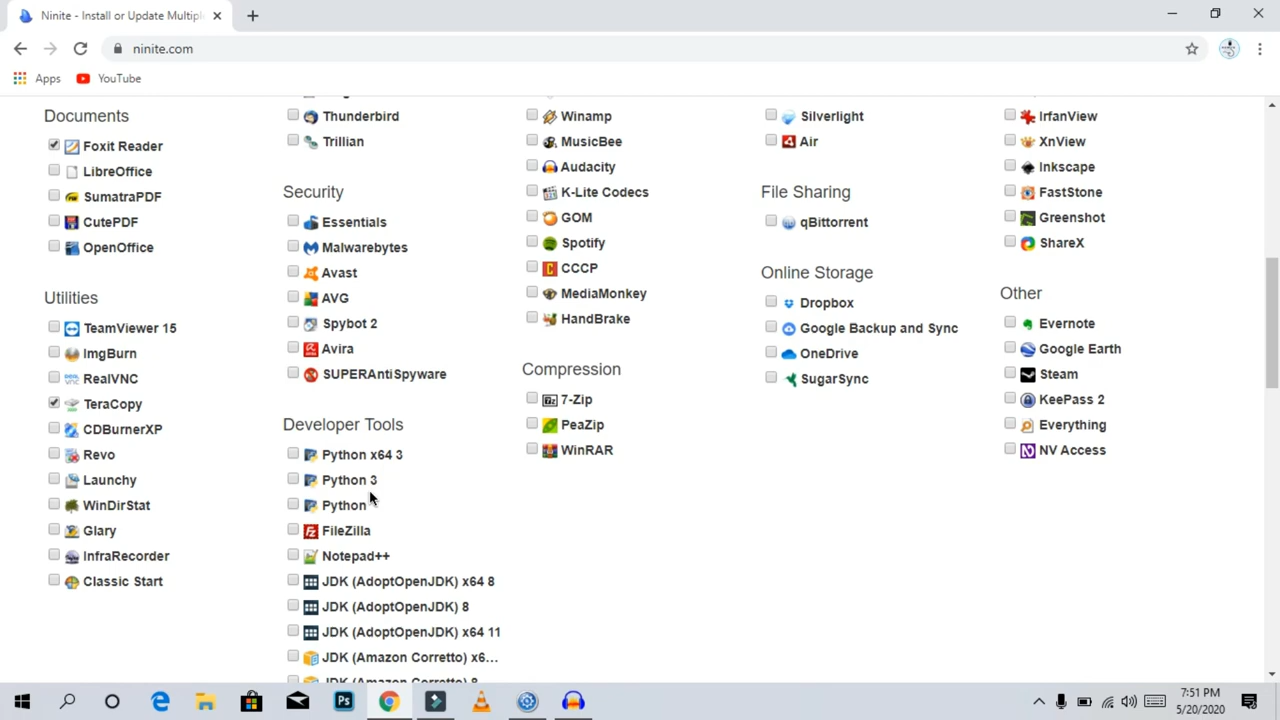 Ninite - Install or Update Multipl
ninite.com
Apps
YouTube
Documents
Foxit Reader
LibreOffice
SumatraPDF
CutePDF
OpenOffice
Utilities
TeamViewer 15
ImgBurn
RealVNC
TeraCopy
CDBurnerXP
Revo
Launchy
WinDirStat
Glary
InfraRecorder
Classic Start
Thunderbird
Trillian
Security
Essentials
Malwarebytes
Avast
AVG
Spybot 2
Avira
SUPERAntiSpyware
Developer Tools
Python x64 3
Python 3
Python
FileZilla
Notepad++
JDK (AdoptOpenJDK) x64 8
JDK (AdoptOpenJDK) 8
JDK (AdoptOpenJDK) x64 11
JDK (Amazon Corretto) x6...
JDK (Amazon Corretto) 8
Winamp
MusicBee
Audacity
K-Lite Codecs
GOM
Spotify
CCCP
MediaMonkey
HandBrake
Compression
7-Zip
PeaZip
WinRAR
Silverlight
Air
File Sharing
qBittorrent
Online Storage
Dropbox
Google Backup and Sync
OneDrive
SugarSync
IrfanView
XnView
Inkscape
FastStone
Greenshot
ShareX
Other
Evernote
Google Earth
Steam
KeePass 2
Everything
NV Access
Ps
7:51 PM
5/20/2020